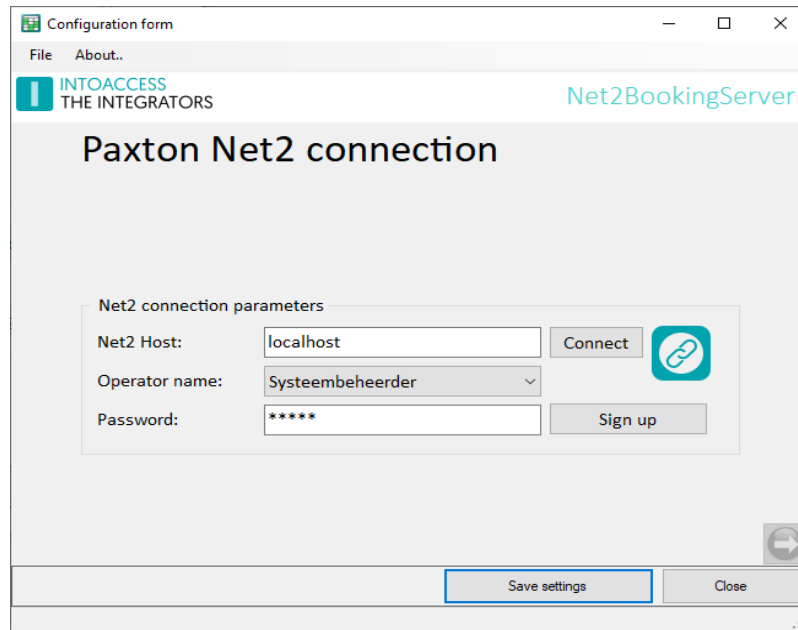 Configuration form
File About..
INTOACCESS
THE INTEGRATORS
Net2BookingServer
Paxton Net2 connection
Net2 connection parameters
Net2 Host: localhost Connect
Operator name: Systeembeheerder
Password: ***** Sign up
Save settings Close